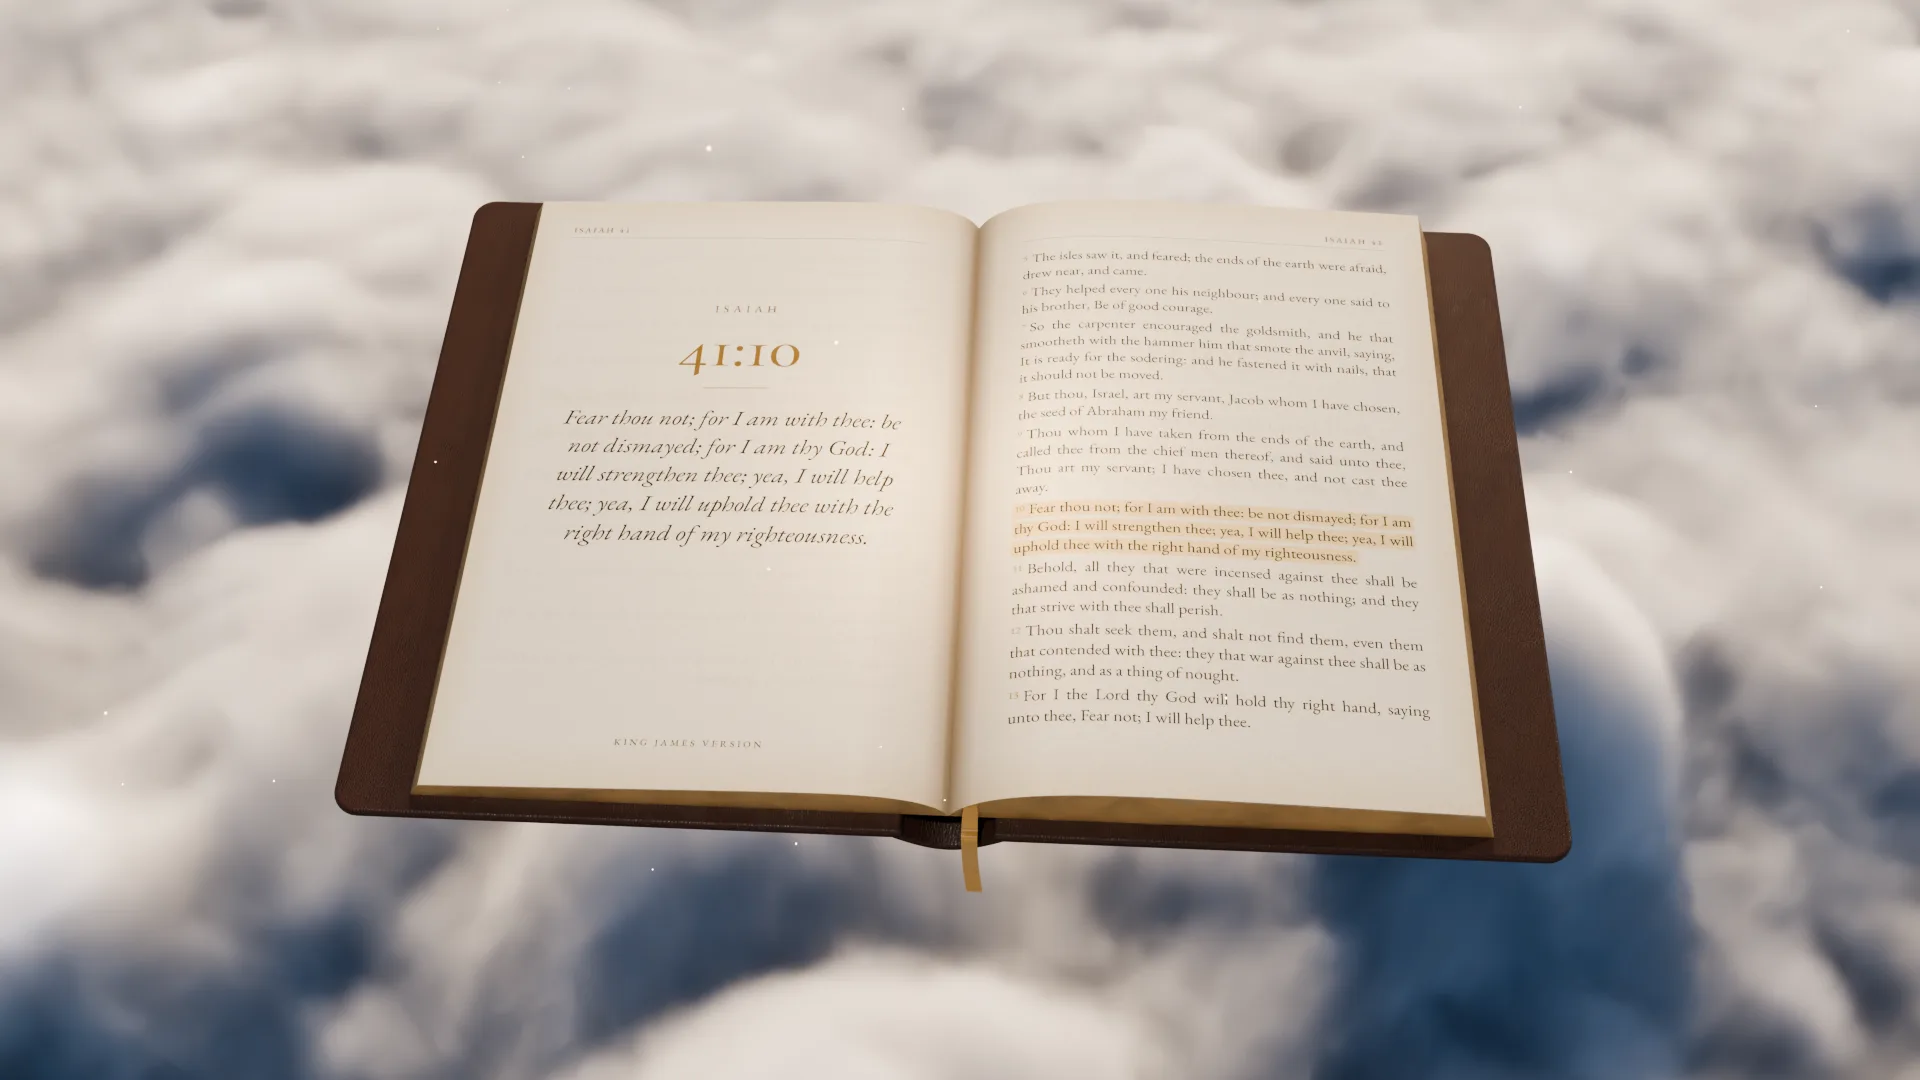 ISAIAH 41
ISAIAH
41:10
Fear thou not; for I am with thee: be
not dismayed; for I am thy God: I
will strengthen thee; yea, I will help
thee; yea, I will uphold thee with the
right hand of my righteousness.
KING JAMES VERSION
ISAIAH
5 The isles saw it, and feared; the ends of the earth were afraid,
drew near, and came.
6 They helped every one his neighbour; and every one said to
his brother, Be of good courage.
7 So the carpenter encouraged the goldsmith, and he that
smootheth with the hammer him that smote the anvil, saying,
It is ready for the sodering: and he fastened it with nails, that
it should not be moved.
8 But thou, Israel, art my servant, Jacob whom I have chosen,
the seed of Abraham my friend.
9 Thou whom I have taken from the ends of the earth, and
called thee from the chief men thereof, and said unto thee,
Thou art my servant; I have chosen thee, and not cast thee
away.
10 Fear thou not; for I am with thee: be not dismayed; for I am
thy God: I will strengthen thee; yea, I will help thee; yea, I will
uphold thee with the right hand of my righteousness.
11 Behold, all they that were incensed against thee shall be
ashamed and confounded: they shall be as nothing; and they
that strive with thee shall perish.
12 Thou shalt seek them, and shalt not find them, even them
that contended with thee: they that war against thee shall be as
nothing, and as a thing of nought.
13 For I the Lord thy God will hold thy right hand, saying
unto thee, Fear not; I will help thee.